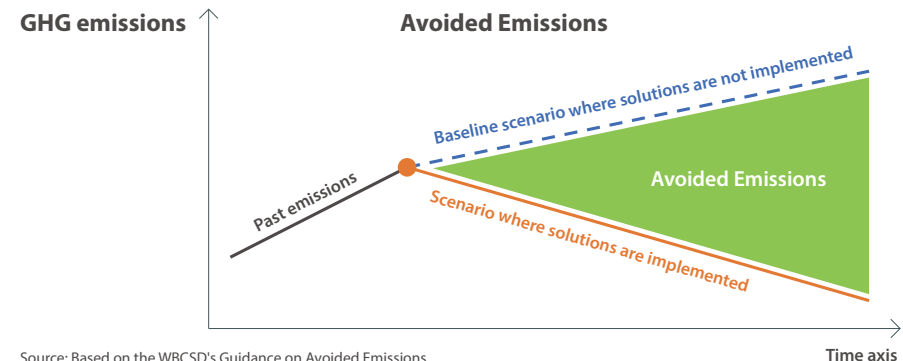 GHG emissions
Avoided Emissions
Baseline scenario where solutions are not implemented
Avoided Emissions
Past emissions
Scenario where solutions are implemented
Time axis
Source: Based on the WBCSD's Guidance on Avoided Emissions